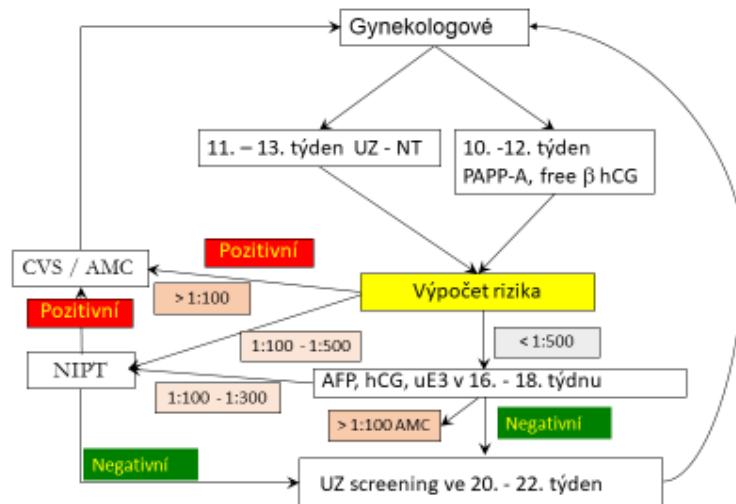 Gynekologové
11. – 13. týden UZ - NT
10. -12. týden
PAPP-A, free β hCG
Pozitivní
CVS / AMC
> 1:100
Výpočet rizika
Pozitivní
1:100 - 1:500
< 1:500
NIPT
AFP, hCG, uE3 v 16. - 18. týdnu
1:100 - 1:300
> 1:100 AMC
Negativní
Negativní
UZ screening ve 20. - 22. týden